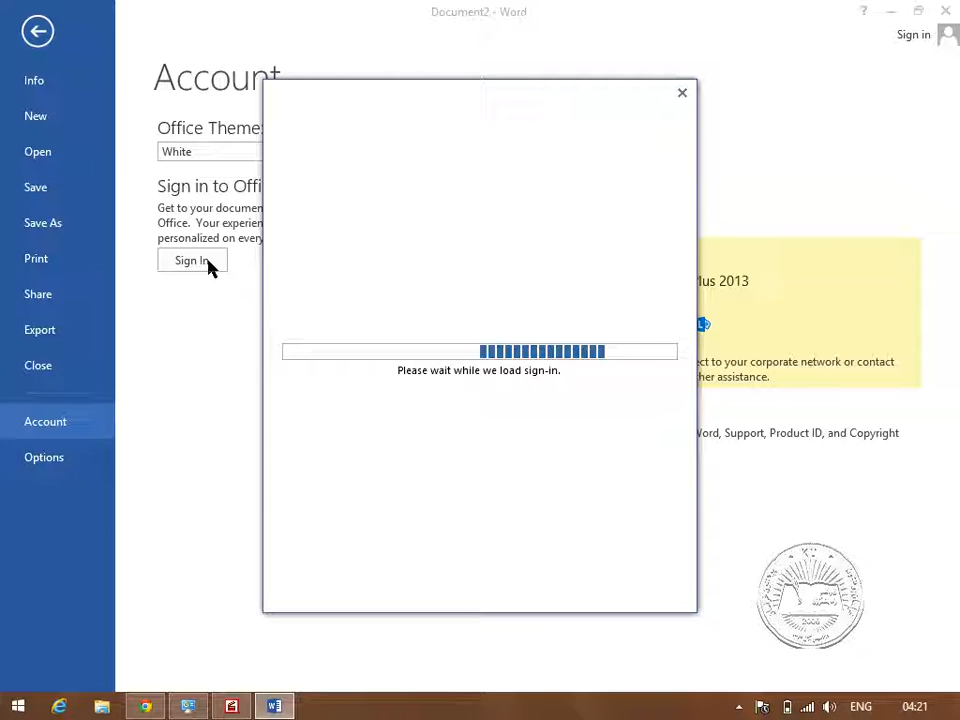 Document2 - Word
?
Sign in
Info
New
Open
Save
Save As
Print
Share
Export
Close
Account
Options
Account
Office Theme:
White
Sign in to Offi
Get to your documen
Office. Your experien
personalized on every
Sign In
Please wait while we load sign-in.
lus 2013
ect to your corporate network or contact
her assistance.
Word, Support, Product ID, and Copyright
KU
2006
ENG
04:21